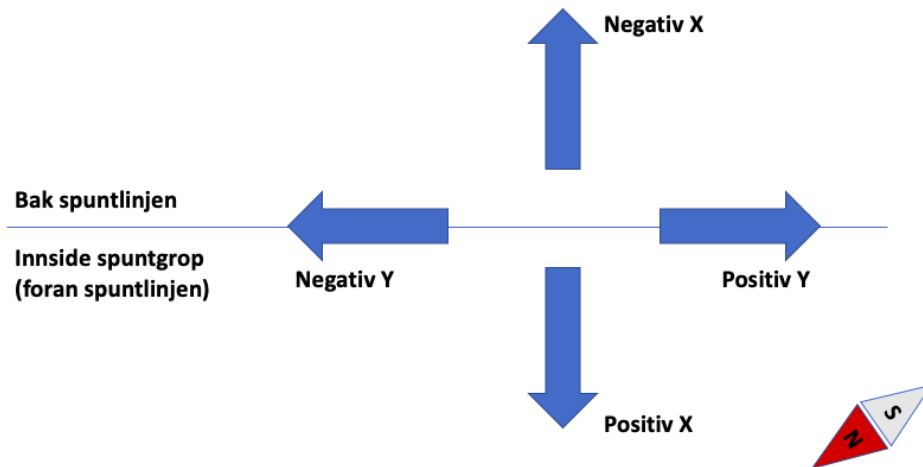 Negativ X
Bak spuntlinjen
Innside spuntgrop
(foran spuntlinjen)
Negativ Y
Positiv Y
Positiv X
S
N